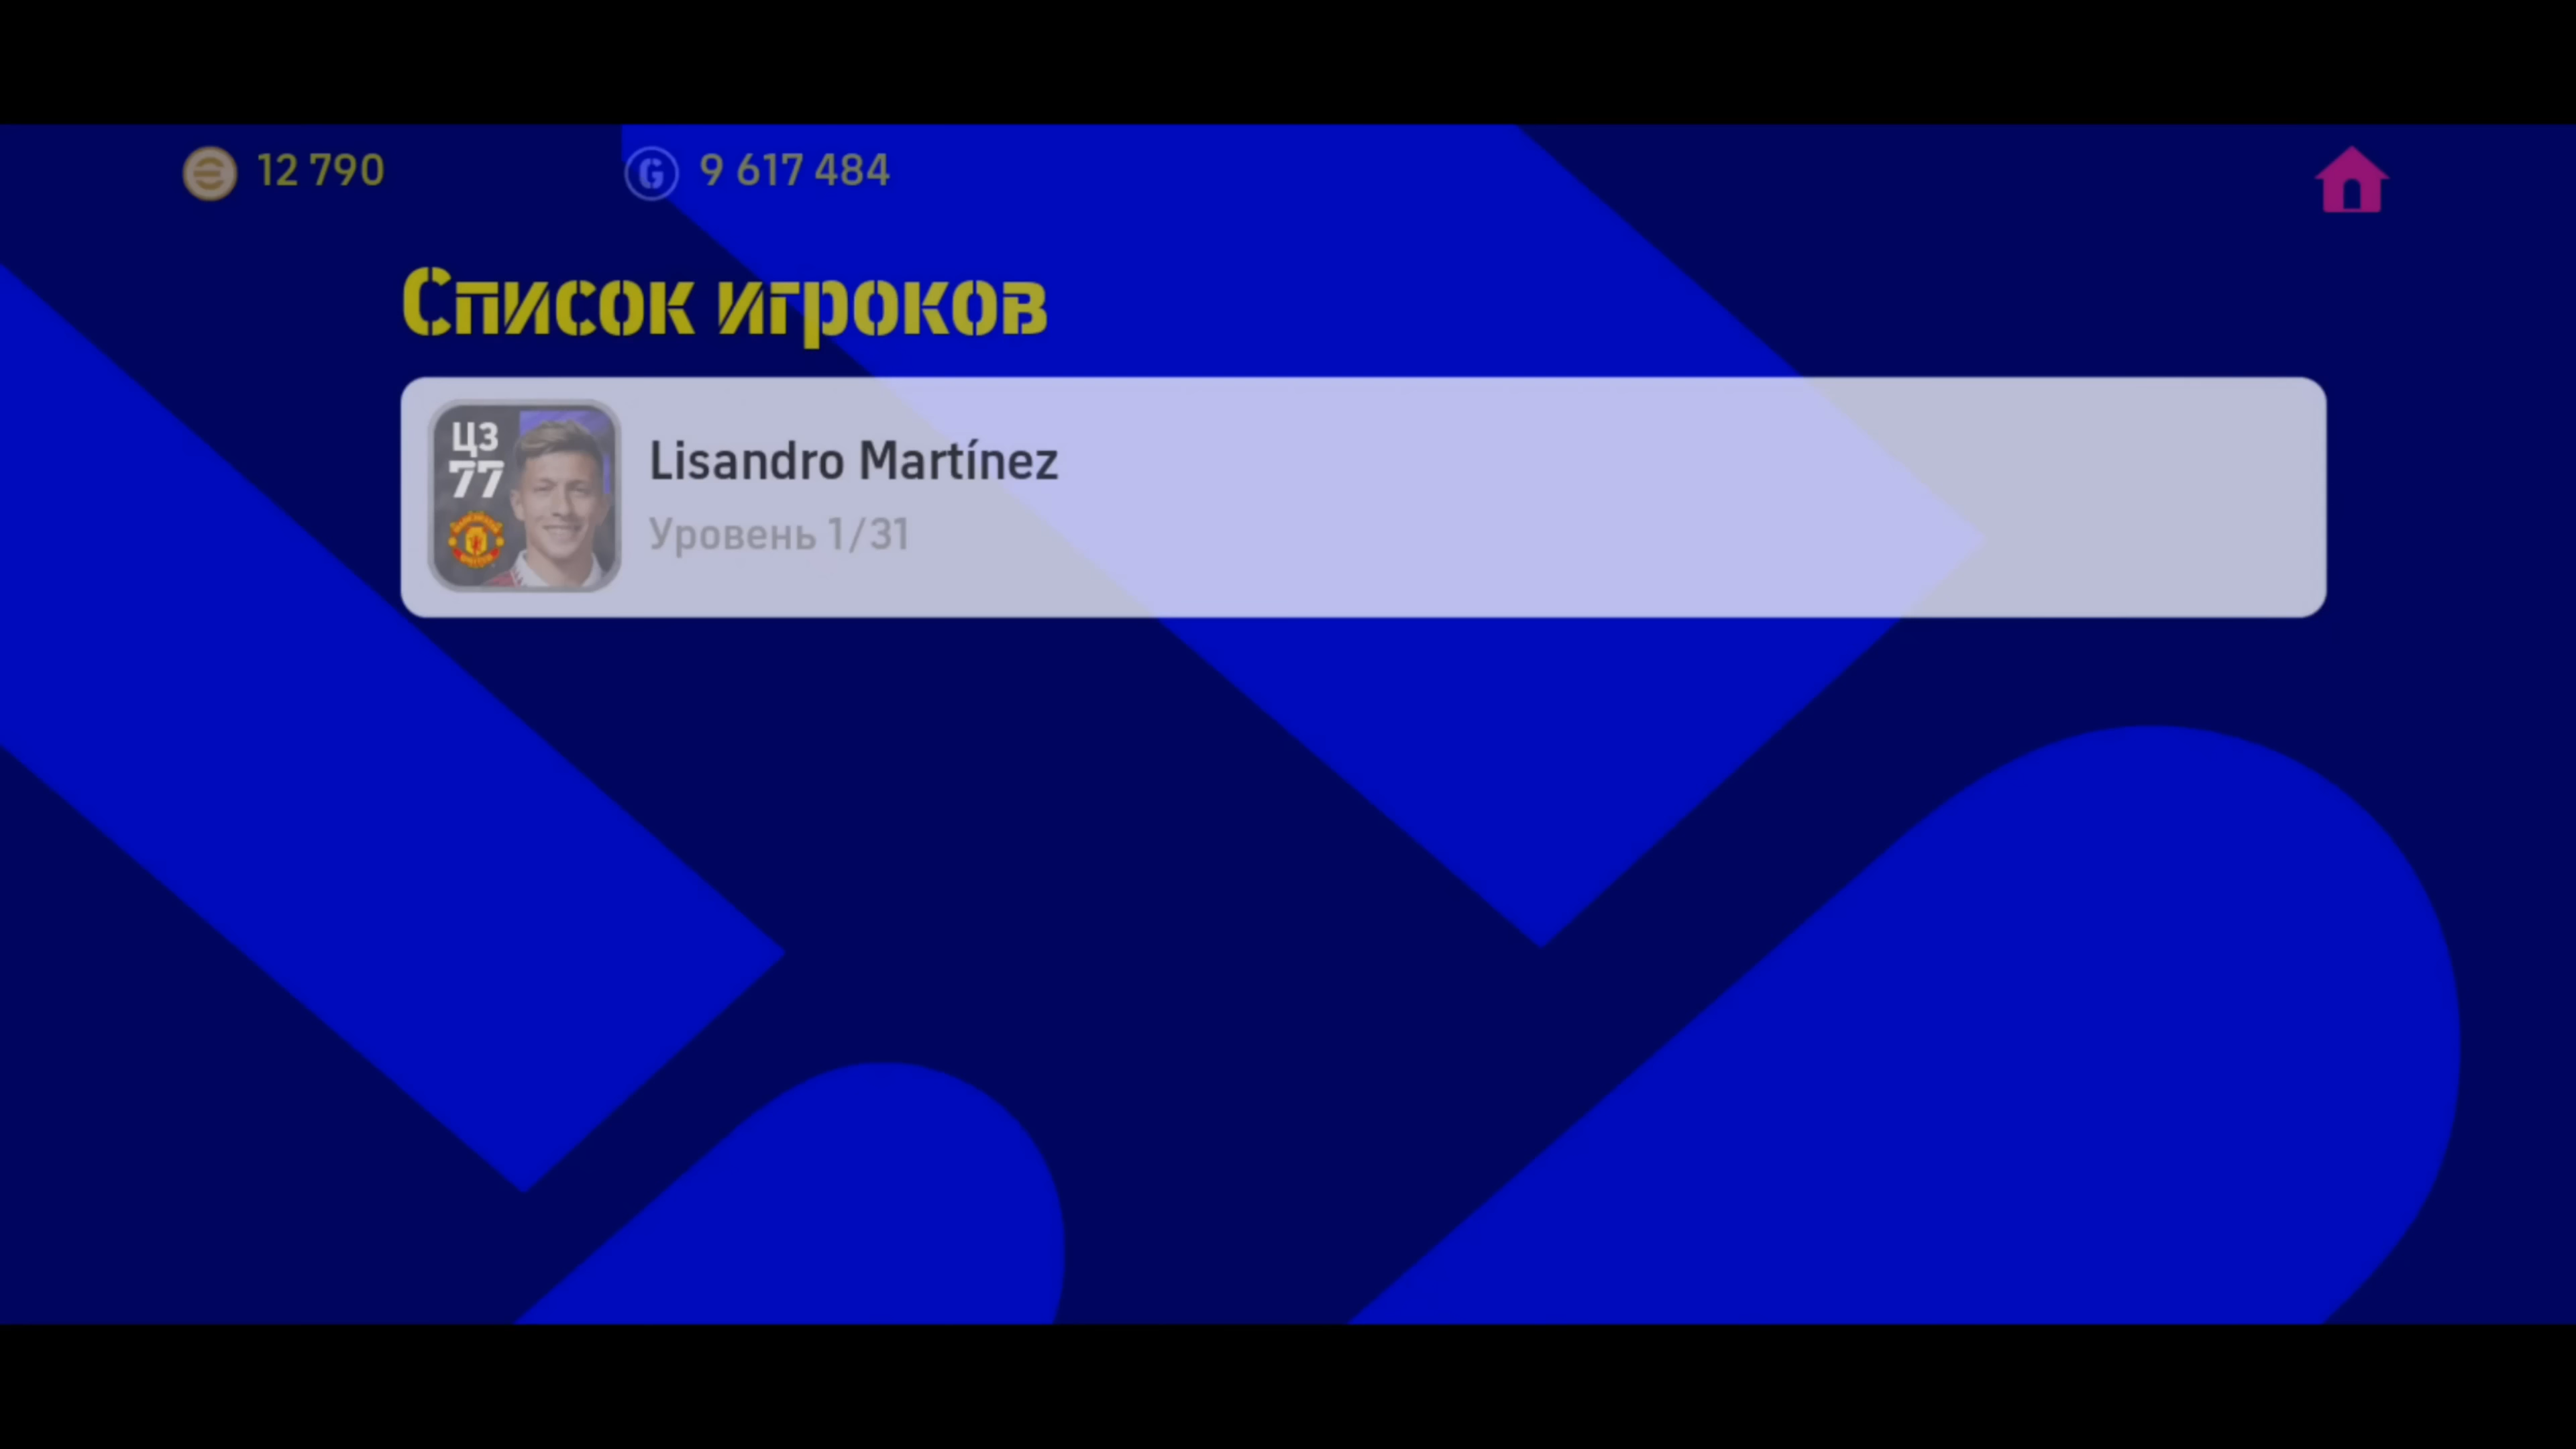 12 790
G 9 617 484
Список игроков
ЦЗ
77
Lisandro Martínez
Уровень 1/31